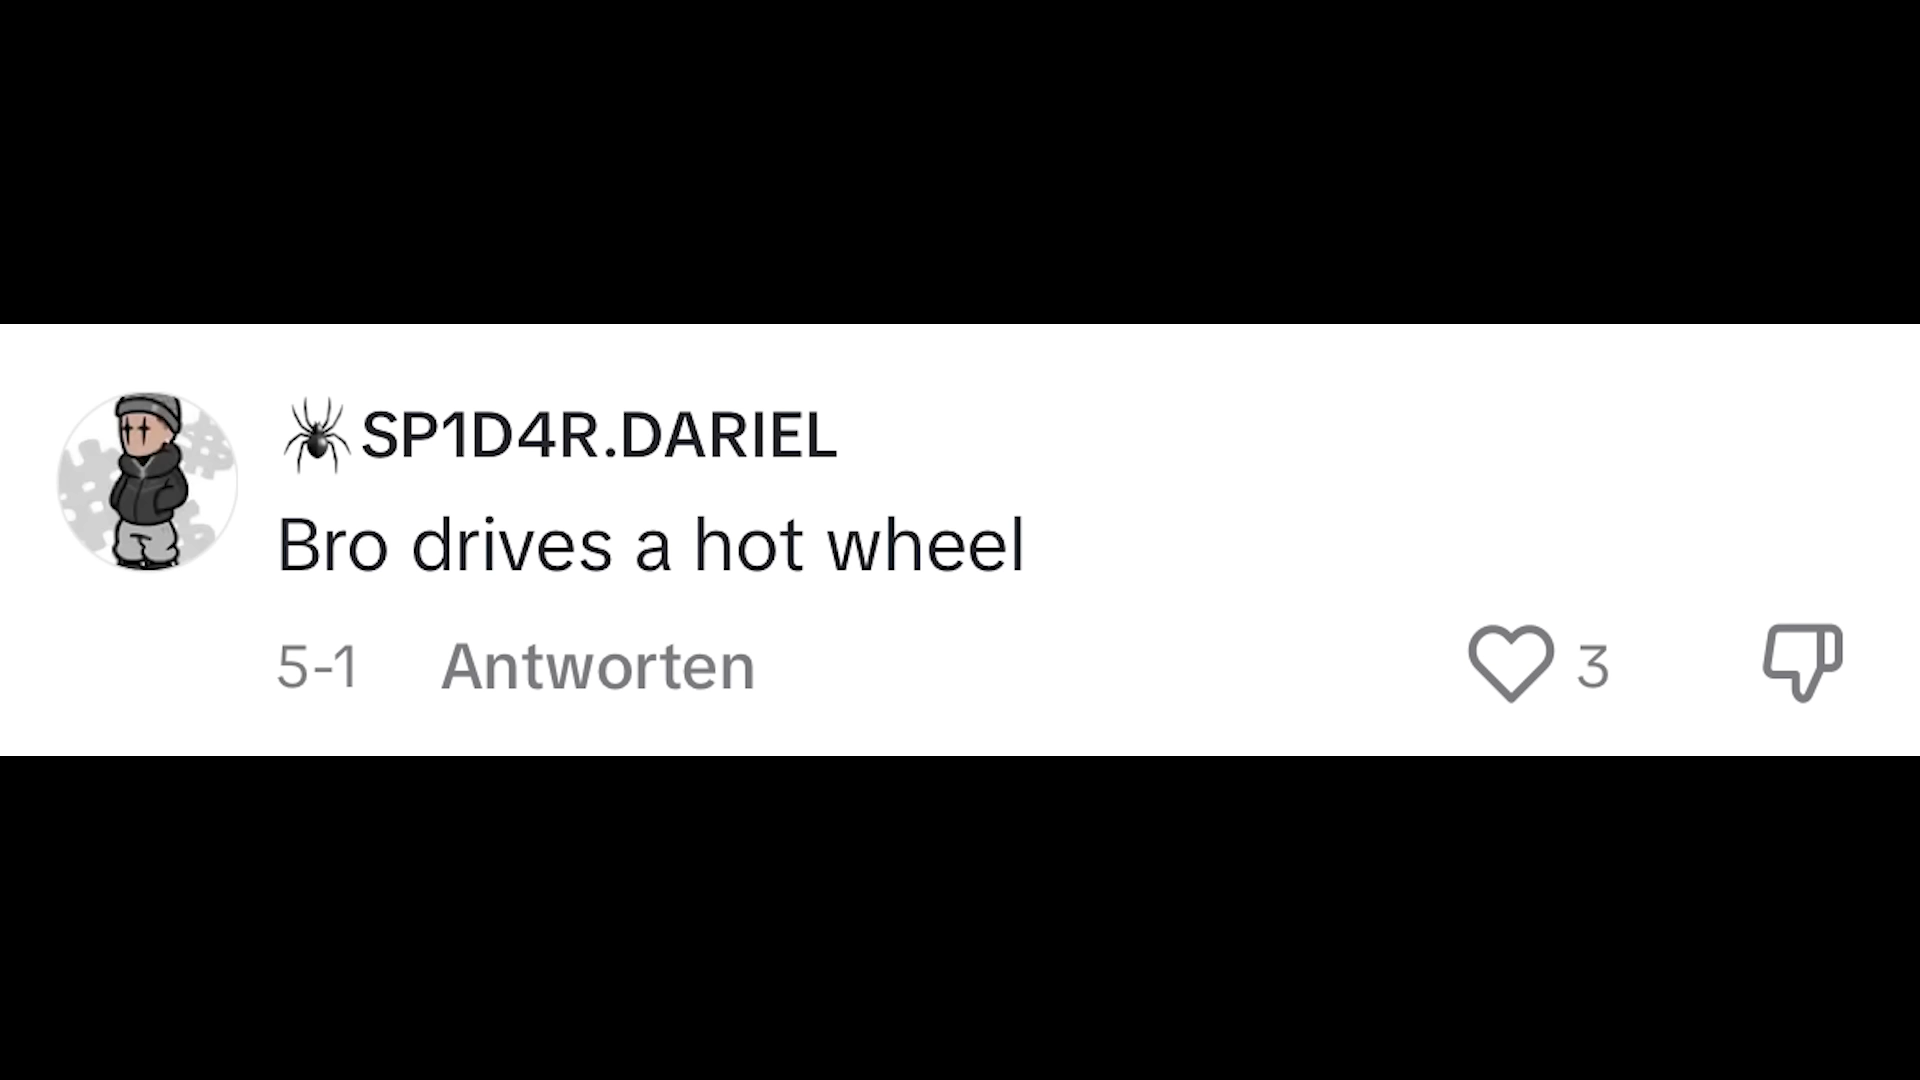 🕷️SP1D4R.DARIEL
Bro drives a hot wheel
5-1 Antworten 3